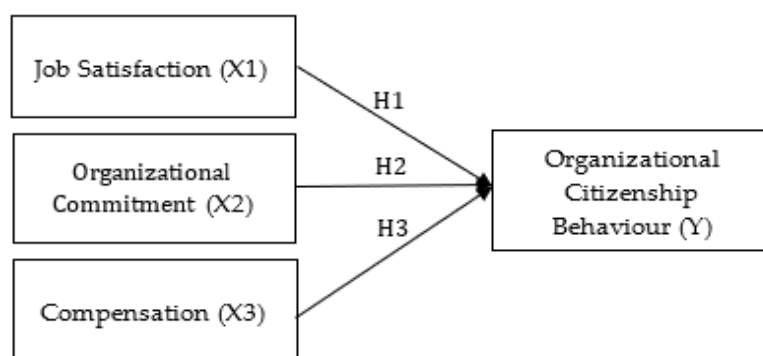 Job Satisfaction (X1)
H1
Organizational
Commitment (X2)
H2
Organizational
Citizenship
Behaviour (Y)
H3
Compensation (X3)